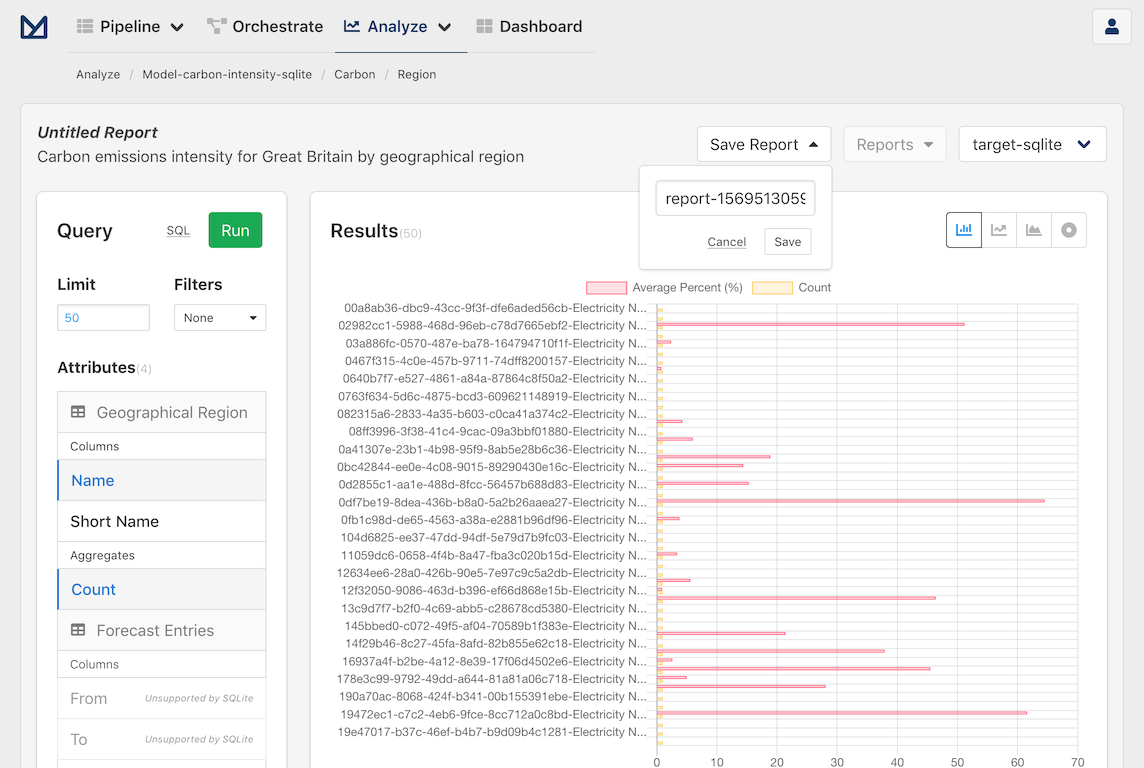 Pipeline Orchestrate Analyze Dashboard
Analyze / Model-carbon-intensity-sqlite / Carbon / Region
Untitled Report
Carbon emissions intensity for Great Britain by geographical region
Save Report Reports target-sqlite
report-1569513059
Cancel Save
Query SQL Run
Limit Filters
50 None
Attributes(4)
Geographical Region
Columns
Name
Short Name
Aggregates
Count
Forecast Entries
Columns
From Unsupported by SQLite
To Unsupported by SQLite
Results(50)
Average Percent (%) Count
00a8ab36-dbc9-43cc-9f3f-dfe6aded56cb-Electricity N...
02982cc1-5988-468d-96eb-c78d7665ebf2-Electricity N...
03a886fc-0570-487e-ba78-164794710f1f-Electricity N...
0467f315-4c0e-457b-9711-74dff8200157-Electricity N...
0640b7f7-e527-4861-a84a-87864c8f50a2-Electricity N...
0763f634-5d6c-4875-bcd3-609621148919-Electricity N...
082315a6-2833-4a35-b603-c0ca41a374c2-Electricity N...
08ff3996-3f38-41c4-9cac-09a3bbf01880-Electricity N...
0a41307e-23b1-4b98-95f9-8ab5e28b6c36-Electricity N...
0bc42844-ee0e-4c08-9015-89290430e16c-Electricity N...
0d2855c1-aa1e-488d-8fcc-56457b688d83-Electricity N...
0df7be19-8dea-436b-b8a0-5a2b26aaea27-Electricity N...
0fb1c98d-de65-4563-a38a-e2881b96df96-Electricity N...
104d6825-ee37-47dd-94df-5e79d7b9fc03-Electricity N...
11059dc6-0658-4f4b-8a47-fba3c020b15d-Electricity N...
12634ee6-28a0-426b-90e5-7e97c9c5a2db-Electricity N...
12f32050-9086-463d-b396-ef66d868e15b-Electricity N...
13c9d7f7-b2f0-4c69-abb5-c28678cd5380-Electricity N...
145bbed0-c072-49f5-af04-70589b1f383e-Electricity N...
14f29b46-8c27-45fa-8afd-82b855e62c18-Electricity N...
16937a4f-b2be-4a12-8e39-17f06d4502e6-Electricity N...
178e3c99-9792-49dd-a644-81a81a06c718-Electricity N...
190a70ac-8068-424f-b341-00b155391ebe-Electricity N...
19472ec1-c7c2-4eb6-9fce-8cc712a0c8bd-Electricity N...
19e47017-b37c-46ef-b4b7-b9d09b4c1281-Electricity N...
0 10 20 30 40 50 60 70